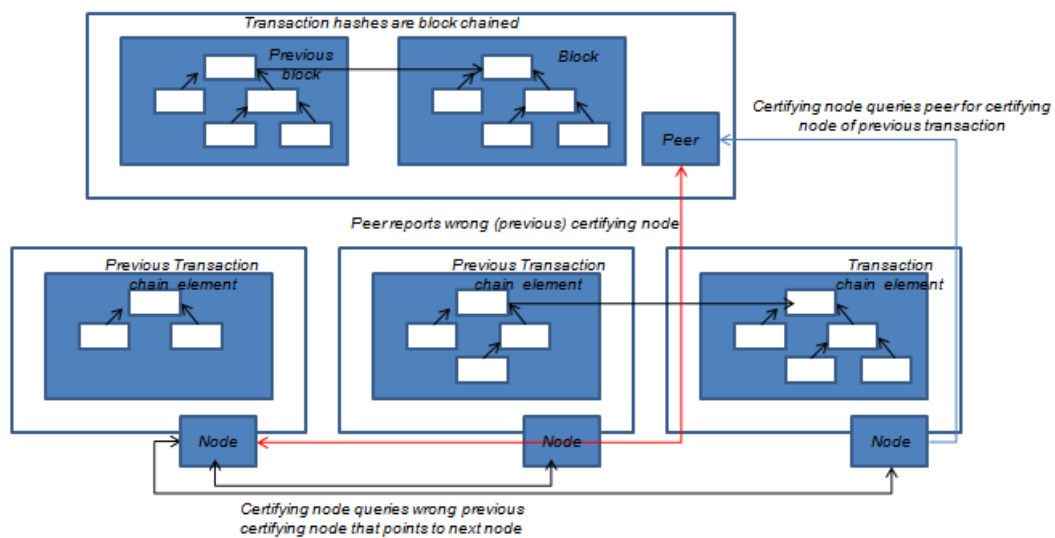 Transaction hashes are block chained
Previous
block
Block
Certifying node queries peer for certifying
node of previous transaction
Peer
Peer reports wrong (previous) certifying node
Previous Transaction
chain element
Previous Transaction
chain element
Transaction
chain element
Node
Node
Node
Certifying node queries wrong previous
certifying node that points to next node